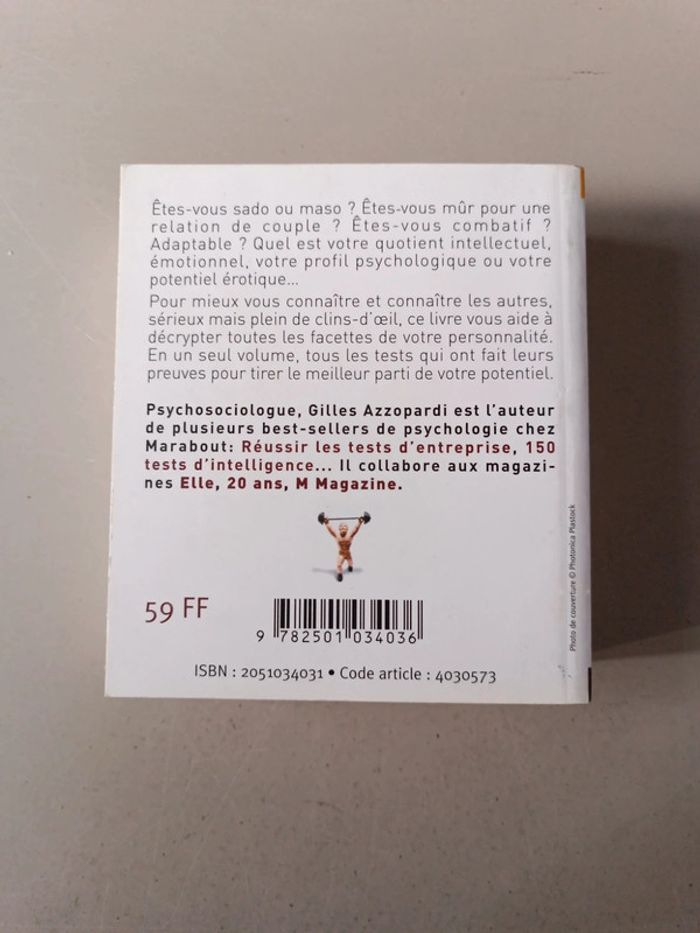 Êtes-vous sado ou maso ? Êtes-vous mûr pour une
relation de couple ? Êtes-vous combatif ?
Adaptable ? Quel est votre quotient intellectuel,
émotionnel, votre profil psychologique ou votre
potentiel érotique...
Pour mieux vous connaître et connaître les autres,
sérieux mais plein de clins-d'œil, ce livre vous aide à
décrypter toutes les facettes de votre personnalité.
En un seul volume, tous les tests qui ont fait leurs
preuves pour tirer le meilleur parti de votre potentiel.
Psychosociologue, Gilles Azzopardi est l'auteur
de plusieurs best-sellers de psychologie chez
Marabout: Réussir les tests d'entreprise, 150
tests d'intelligence... Il collabore aux magazi-
nes Elle, 20 ans, M Magazine.
Photo de couverture © Photonica Plastock
59 FF
9 782501 034036
ISBN : 2051034031 • Code article : 4030573